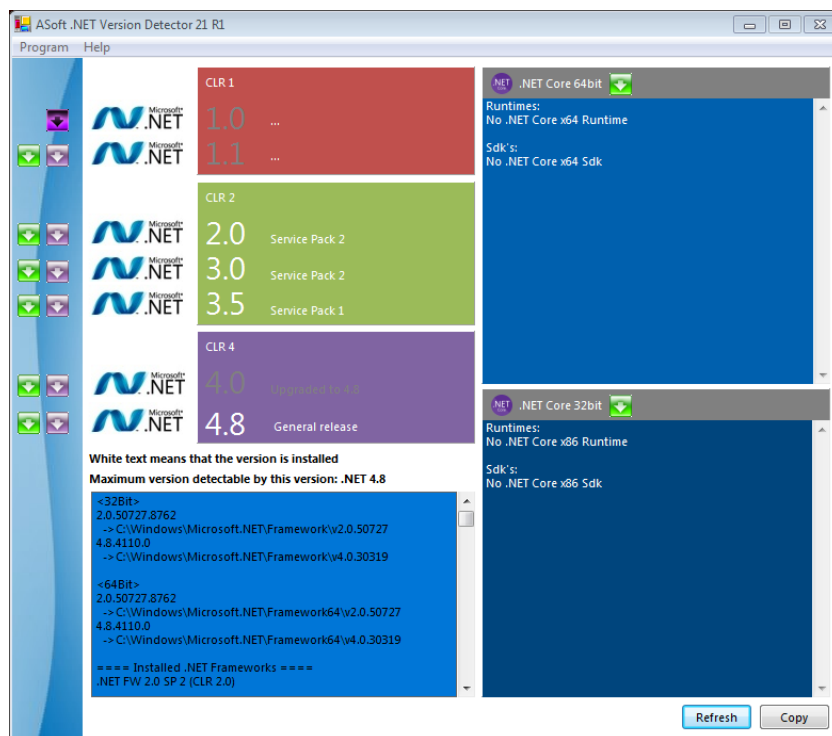 ASoft .NET Version Detector 21 R1
Program Help
CLR 1
Microsoft .NET 1.0 ...
Microsoft .NET 1.1 ...
CLR 2
Microsoft .NET 2.0 Service Pack 2
Microsoft .NET 3.0 Service Pack 2
Microsoft .NET 3.5 Service Pack 1
CLR 4
Microsoft .NET 4.0 Upgraded to 4.8
Microsoft .NET 4.8 General release
White text means that the version is installed
Maximum version detectable by this version: .NET 4.8
<32Bit>
2.0.50727.8762
-> C:\Windows\Microsoft.NET\Framework\v2.0.50727
4.8.4110.0
-> C:\Windows\Microsoft.NET\Framework\v4.0.30319
<64Bit>
2.0.50727.8762
-> C:\Windows\Microsoft.NET\Framework64\v2.0.50727
4.8.4110.0
-> C:\Windows\Microsoft.NET\Framework64\v4.0.30319
==== Installed .NET Frameworks ====
.NET FW 2.0 SP 2 (CLR 2.0)
.NET Core 64bit
Runtimes:
No .NET Core x64 Runtime
Sdk's:
No .NET Core x64 Sdk
.NET Core 32bit
Runtimes:
No .NET Core x86 Runtime
Sdk's:
No .NET Core x86 Sdk
Refresh Copy